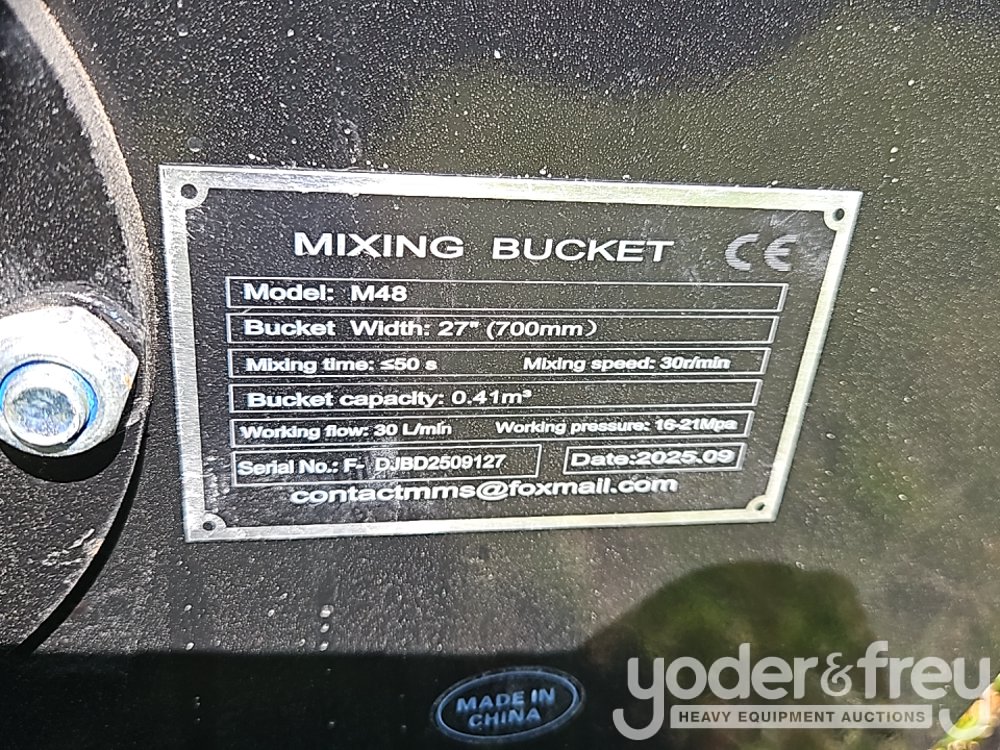 MIXING BUCKET CE
Model: M48
Bucket Width: 27" (700mm）
Mixing time: ≤50 s Mixing speed: 30r/min
Bucket capacity: 0.41m³
Working flow: 30 L/min Working pressure: 16-21Mpa
Serial No.: F- DJBD2509127 Date:2025.09
contactmms@foxmail.com
MADE IN
CHINA
yoder&frey
HEAVY EQUIPMENT AUCTIONS